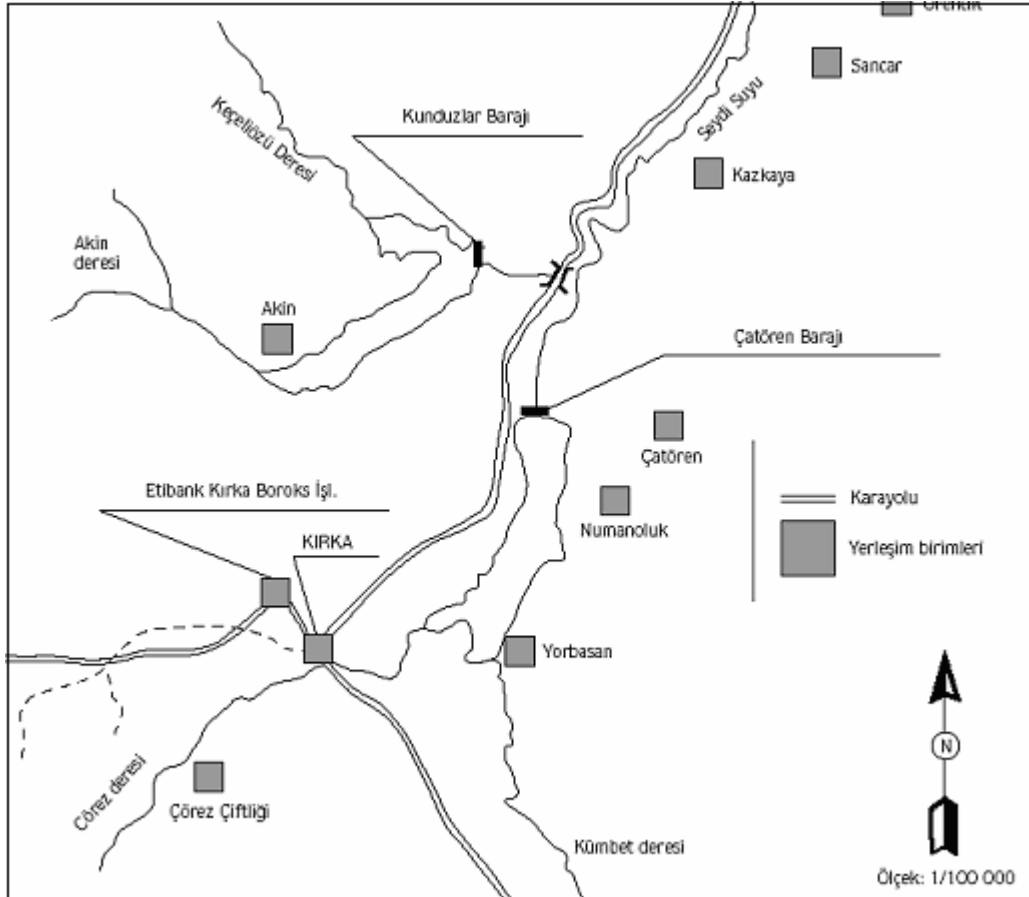 Örencik
Sancar
Seydi Suyu
Kunduzlar Barajı
Keçeliözü Deresi
Kazkaya
Akin
deresi
Akin
Çatören Barajı
Çatören
Etibank Kırka Boroks İşl.
Numanoluk
Karayolu
KIRKA
Yerleşim birimleri
Yorbasan
N
Çörez deresi
Çörez Çiftliği
Kümbet deresi
Ölçek: 1/100 000